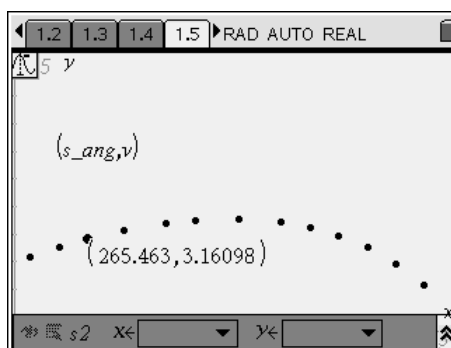 1.2 1.3 1.4 1.5 RAD AUTO REAL
5 y
(s_ang,v)
(265.463,3.16098)
x
s2 x← y←